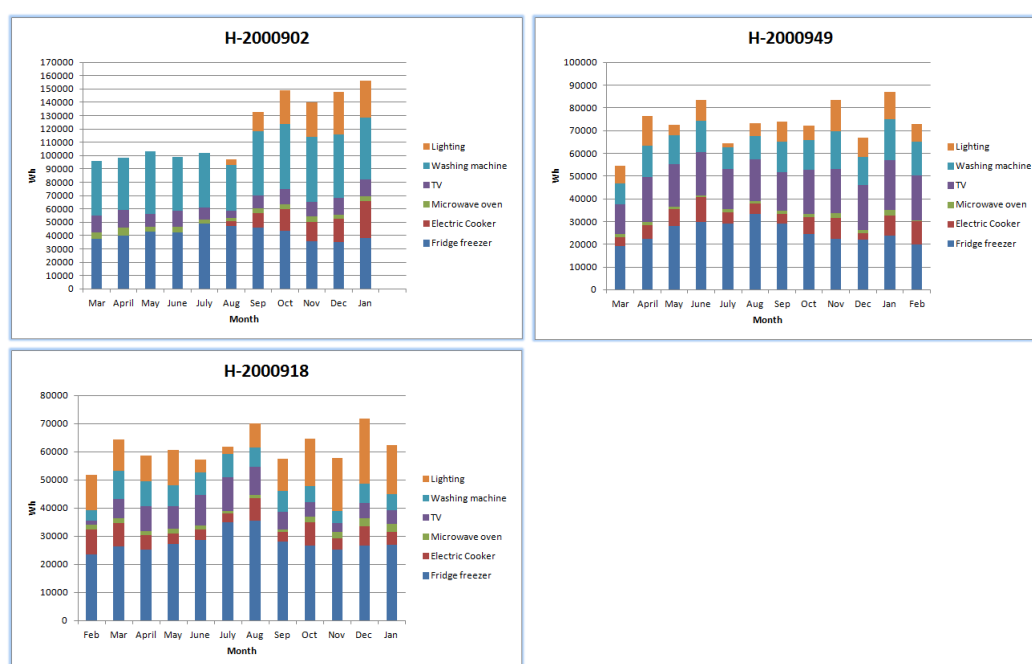 H-2000902
170000
160000
150000
140000
130000
120000
110000
100000
90000
80000
70000
60000
50000
40000
30000
20000
10000
0
Wh
Mar April May June July Aug Sep Oct Nov Dec Jan
Month
Lighting
Washing machine
TV
Microwave oven
Electric Cooker
Fridge freezer
H-2000949
100000
90000
80000
70000
60000
50000
40000
30000
20000
10000
0
Wh
Mar April May June July Aug Sep Oct Nov Dec Jan Feb
Month
Lighting
Washing machine
TV
Microwave oven
Electric Cooker
Fridge freezer
H-2000918
80000
70000
60000
50000
40000
30000
20000
10000
0
Wh
Feb Mar April May June July Aug Sep Oct Nov Dec Jan
Month
Lighting
Washing machine
TV
Microwave oven
Electric Cooker
Fridge freezer